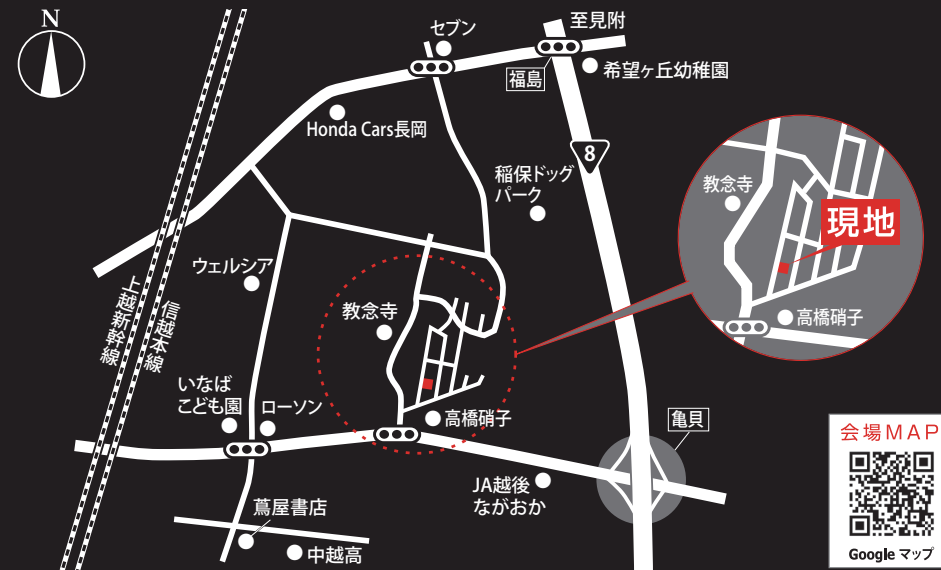 N
セブン
至見附
福島
希望ヶ丘幼稚園
Honda Cars長岡
8
稲保ドッグ
パーク
教念寺
現地
高橋硝子
ウェルシア
上越新幹線
信越本線
教念寺
いなば
こども園
ローソン
高橋硝子
亀貝
JA越後
ながおか
蔦屋書店
中越高
会場MAP
Google マップ